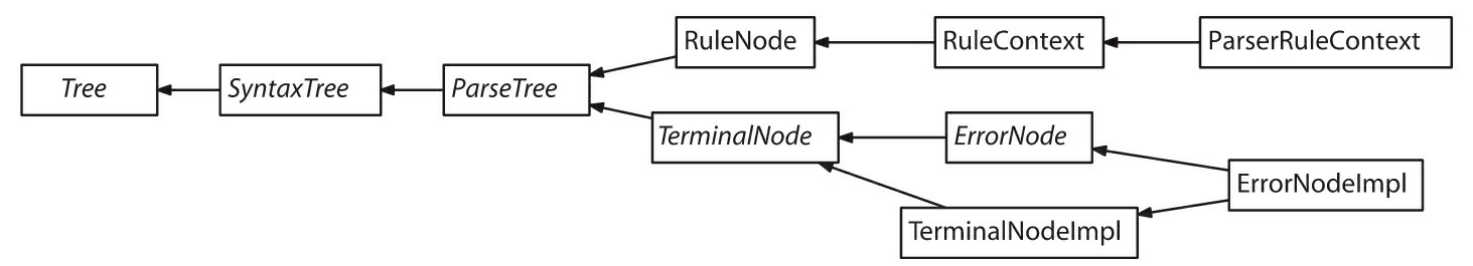 RuleNode
RuleContext
ParserRuleContext
Tree
SyntaxTree
ParseTree
TerminalNode
ErrorNode
ErrorNodeImpl
TerminalNodeImpl